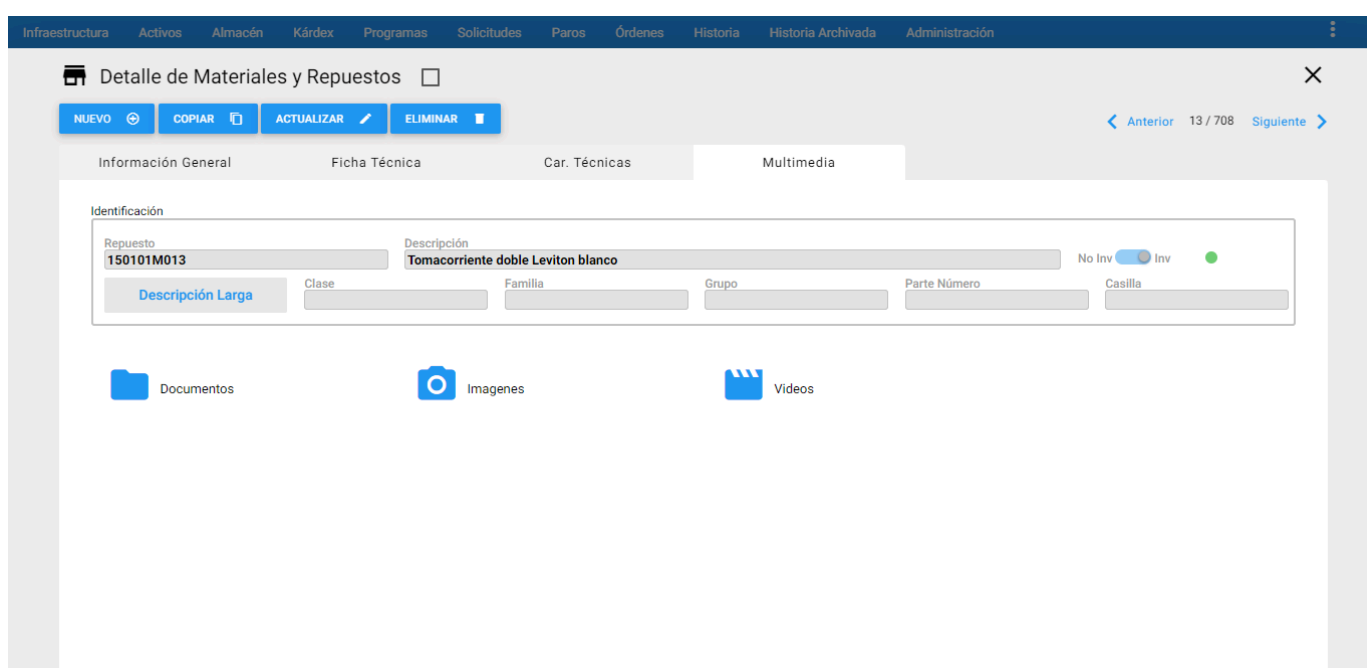 Infraestructura Activos Almacén Kárdex Programas Solicitudes Paros Órdenes Historia Historia Archivada Administración
Detalle de Materiales y Repuestos
NUEVO COPIAR ACTUALIZAR ELIMINAR
Anterior 13 / 708 Siguiente
Información General Ficha Técnica Car. Técnicas Multimedia
Identificación
Repuesto Descripción
150101M013 Tomacorriente doble Leviton blanco No Inv Inv
Descripción Larga Clase Familia Grupo Parte Número Casilla
Documentos Imagenes Videos